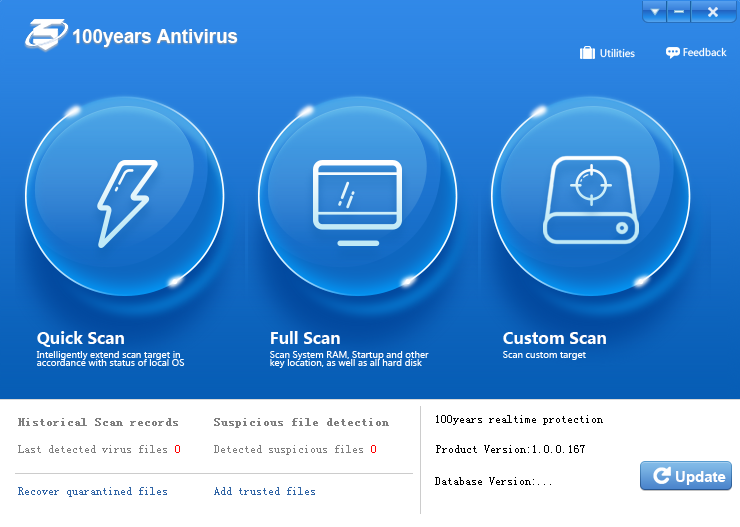 100years Antivirus
Utilities
Feedback
Quick Scan
Intelligently extend scan target in
accordance with status of local OS
Full Scan
Scan System RAM, Startup and other
key location, as well as all hard disk
Custom Scan
Scan custom target
Historical Scan records
Last detected virus files 0
Recover quarantined files
Suspicious file detection
Detected suspicious files 0
Add trusted files
100years realtime protection
Product Version:1.0.0.167
Database Version:...
Update